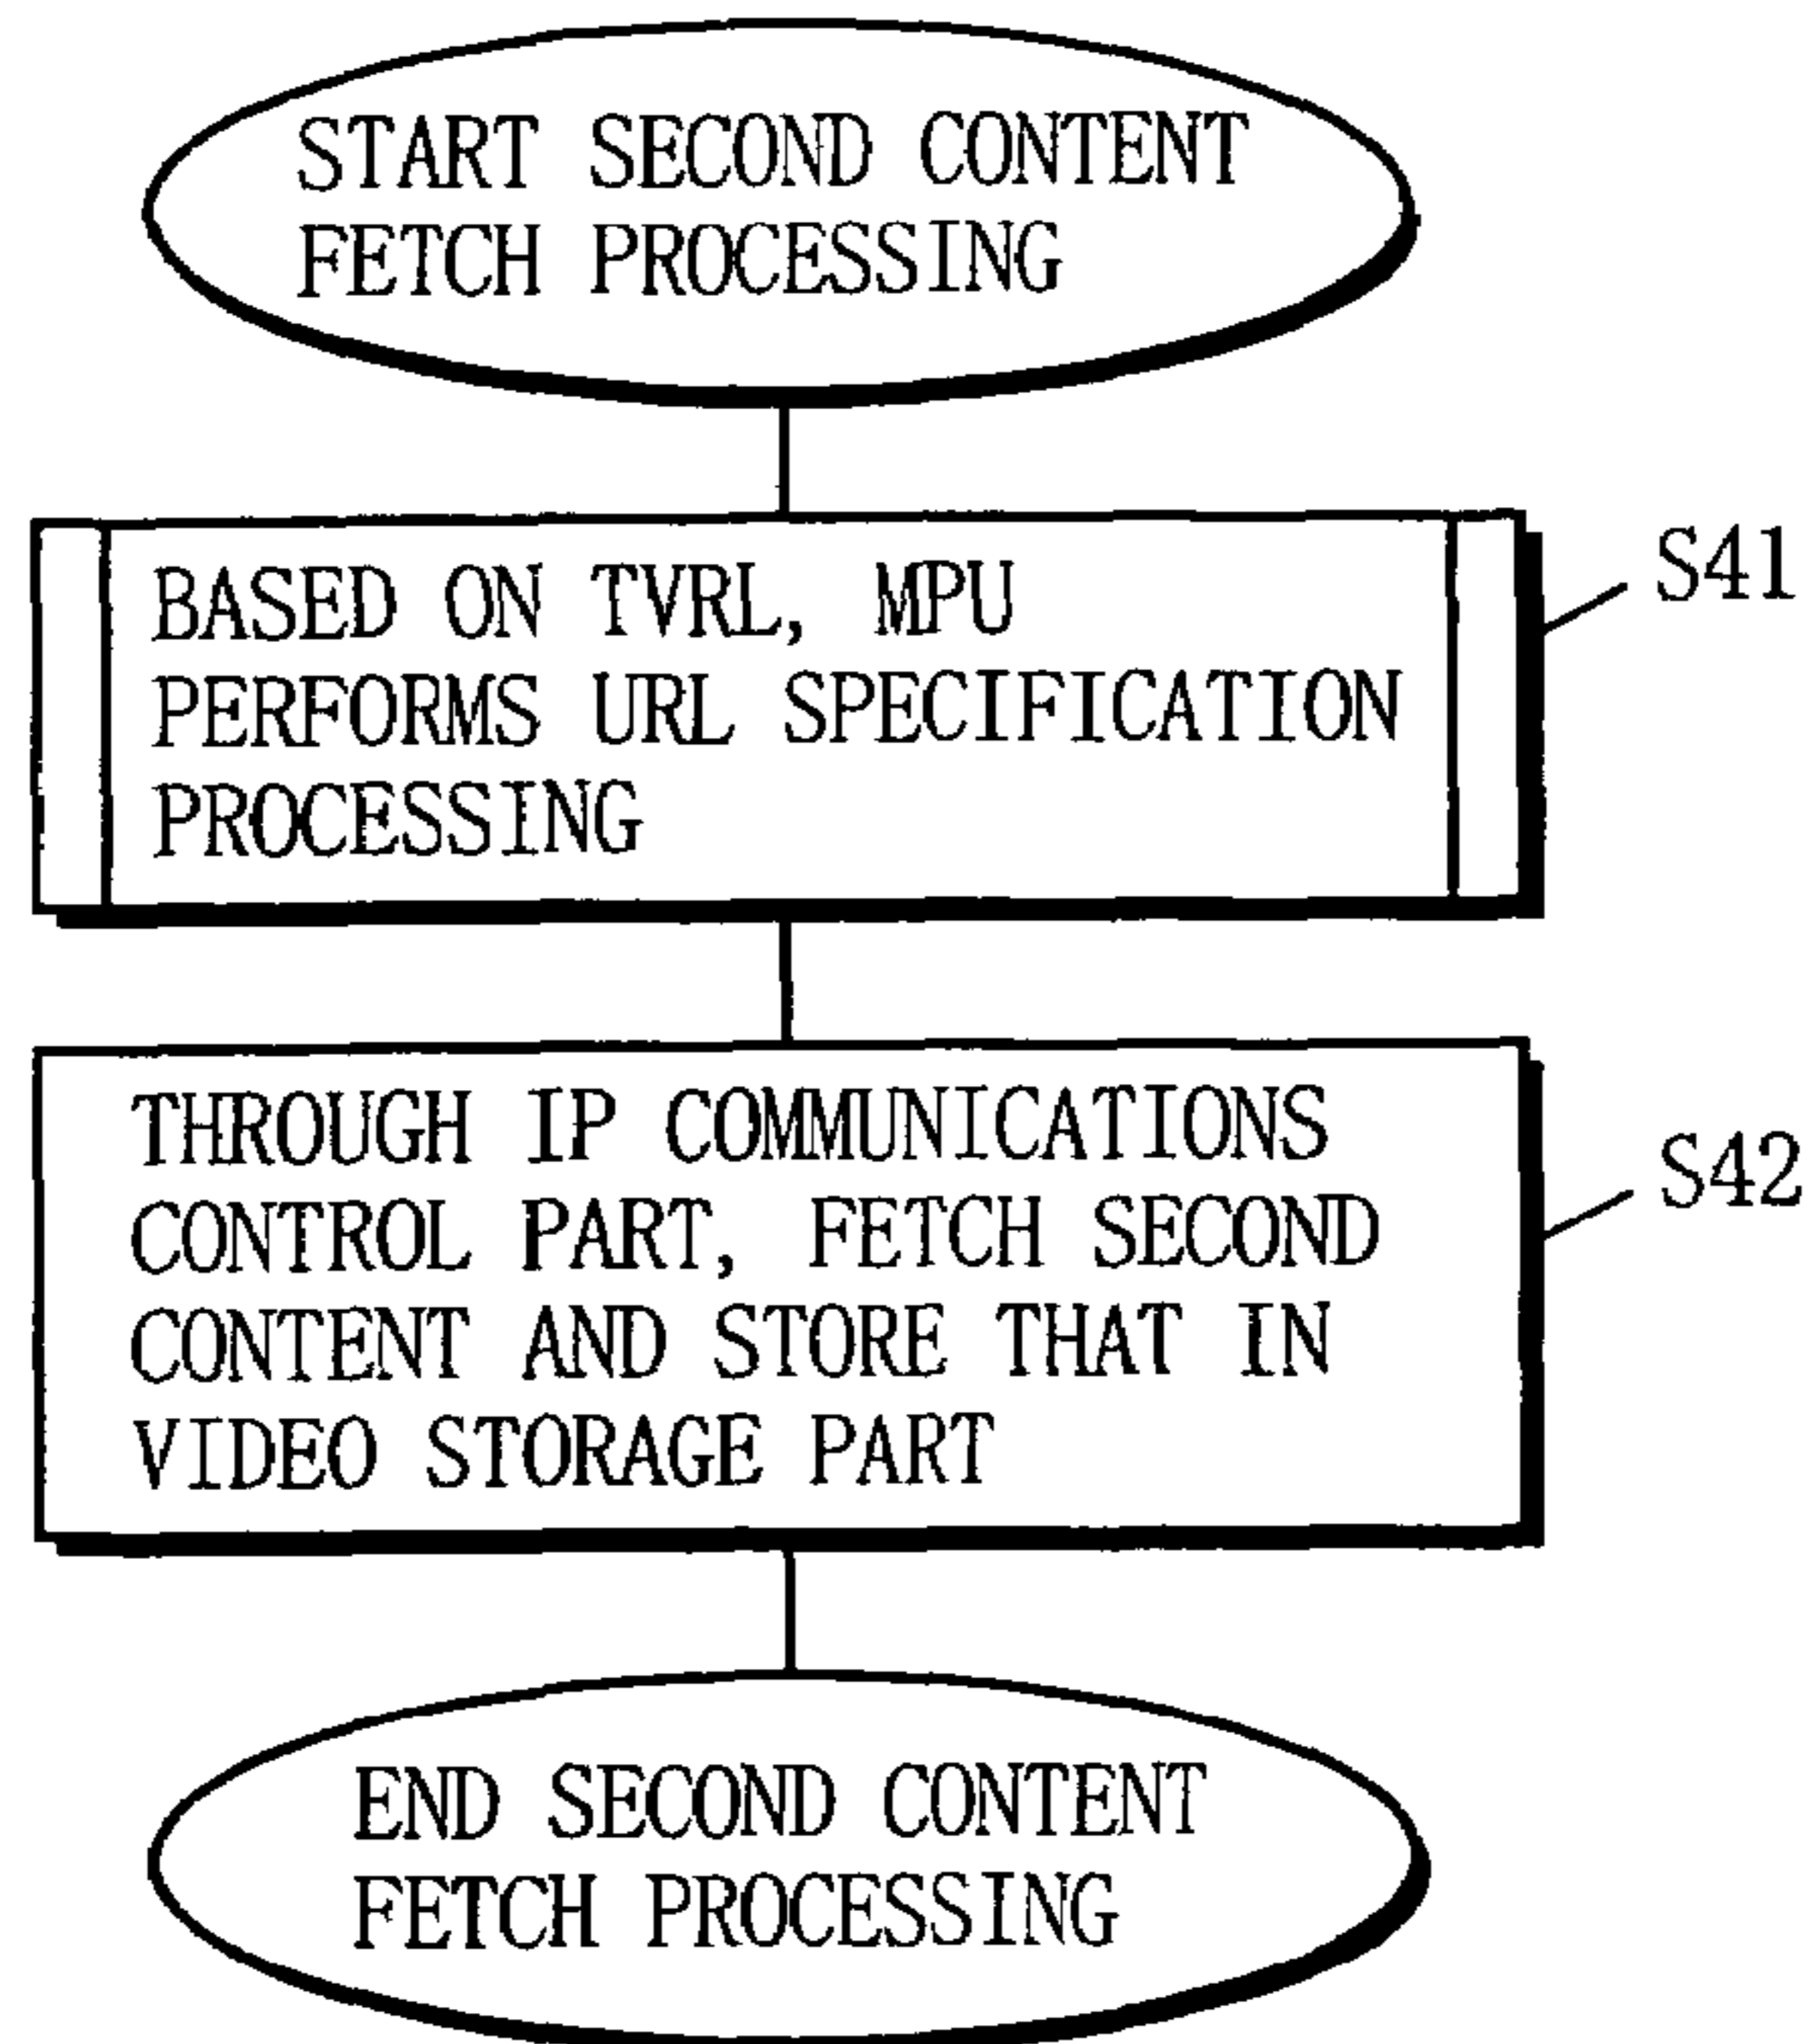 START SECOND CONTENT
FETCH PROCESSING
BASED ON TVRL, MPU
PERFORMS URL SPECIFICATION
PROCESSING
S41
THROUGH IP COMMUNICATIONS
CONTROL PART, FETCH SECOND
CONTENT AND STORE THAT IN
VIDEO STORAGE PART
S42
END SECOND CONTENT
FETCH PROCESSING